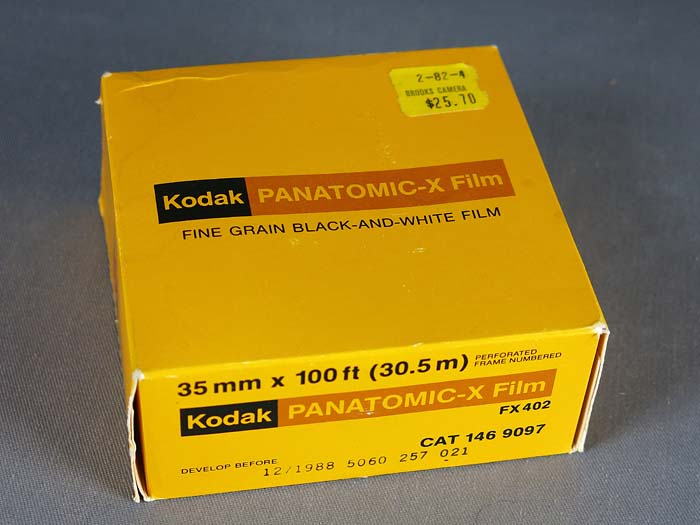 2-82-4
BROOKS CAMERA
$25.70
Kodak PANATOMIC-X Film
FINE GRAIN BLACK-AND-WHITE FILM
35 mm x 100 ft (30.5 m) PERFORATED
FRAME NUMBERED
Kodak PANATOMIC-X Film
FX 402
CAT 146 9097
DEVELOP BEFORE 12/1988 5060 257 021